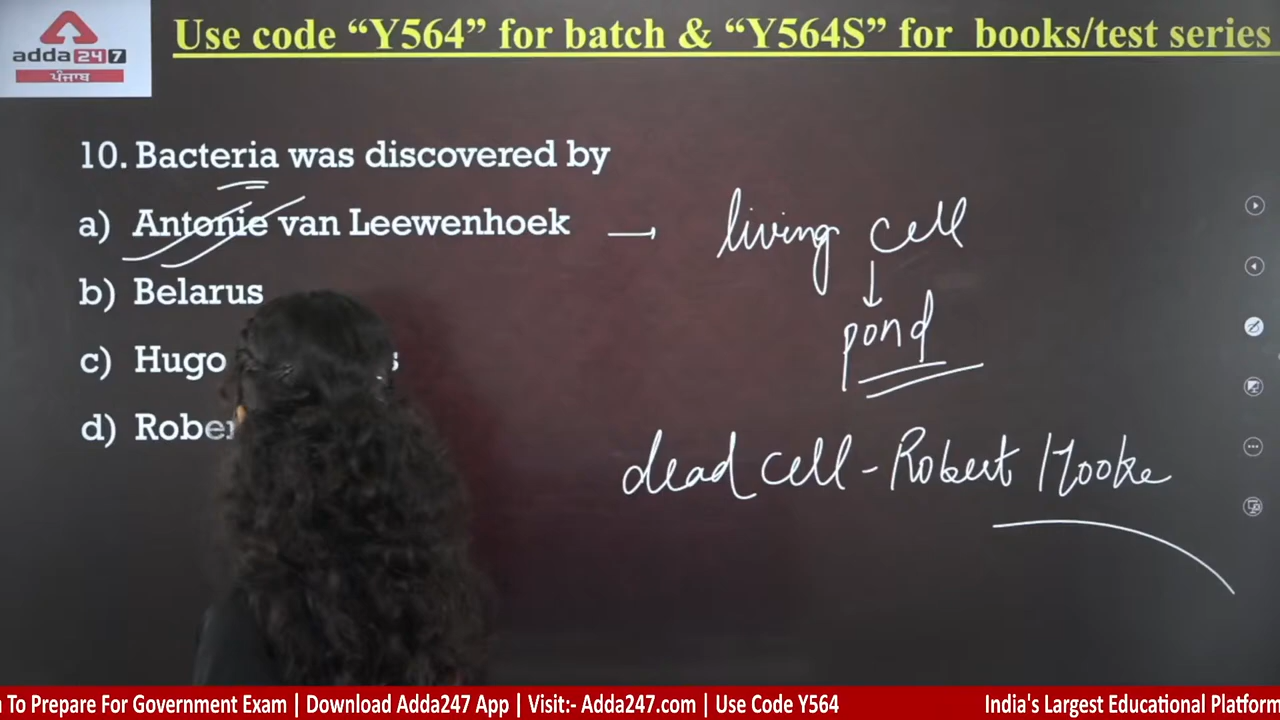 adda247
ਪੰਜਾਬ
Use code “Y564” for batch & “Y564S” for books/test series
10. Bacteria was discovered by
a) Antonie van Leewenhoek
living cell
pond
b) Belarus
c) Hugo
d)
dead cell - Robert Hooke
To Prepare For Government Exam | Download Adda247 App | Visit:- Adda247.com | Use Code Y564
India's Largest Educational Platform